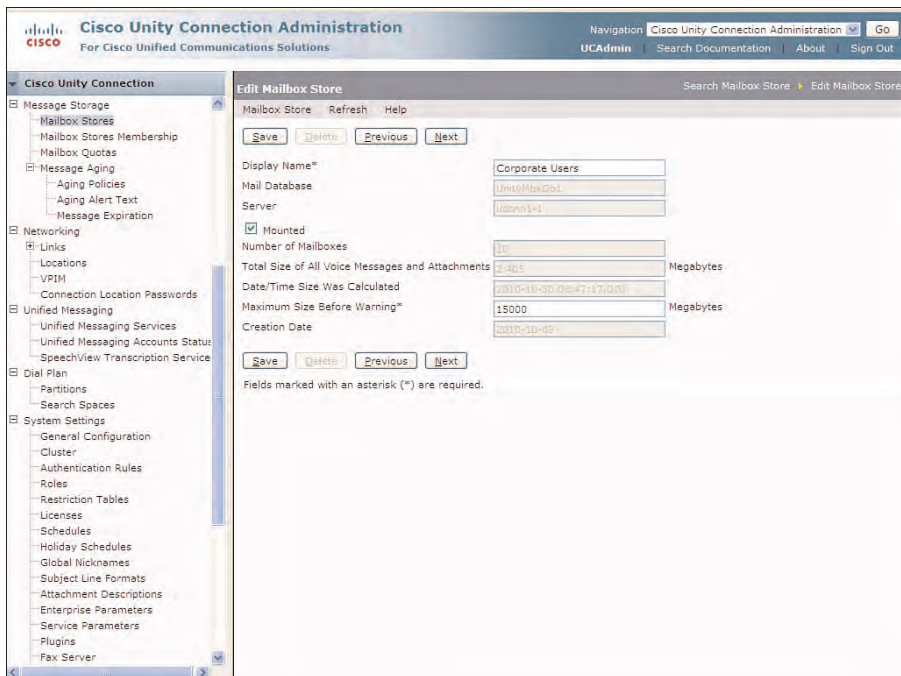 cisco
Cisco Unity Connection Administration
For Cisco Unified Communications Solutions
Navigation Cisco Unity Connection Administration Go
UCAdmin Search Documentation About Sign Out
Cisco Unity Connection
Message Storage
Mailbox Stores
Mailbox Stores Membership
Mailbox Quotas
Message Aging
Aging Policies
Aging Alert Text
Message Expiration
Networking
Links
Locations
VPIM
Connection Location Passwords
Unified Messaging
Unified Messaging Services
Unified Messaging Accounts Status
SpeechView Transcription Service
Dial Plan
Partitions
Search Spaces
System Settings
General Configuration
Cluster
Authentication Rules
Roles
Restriction Tables
Licenses
Schedules
Holiday Schedules
Global Nicknames
Subject Line Formats
Attachment Descriptions
Enterprise Parameters
Service Parameters
Plugins
Fax Server
Edit Mailbox Store
Search Mailbox Store Edit Mailbox Store
Mailbox Store Refresh Help
Save Delete Previous Next
Display Name* Corporate Users
Mail Database
Server
Mounted
Number of Mailboxes 10
Total Size of All Voice Messages and Attachments Megabytes
Date/Time Size Was Calculated
Maximum Size Before Warning* 15000 Megabytes
Creation Date
Save Delete Previous Next
Fields marked with an asterisk (*) are required.